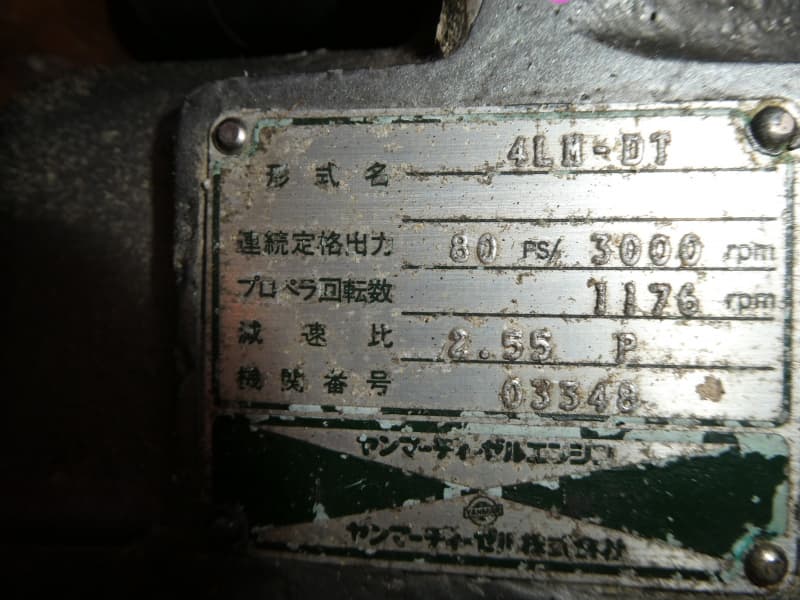 形式名 4LM-DT
連続定格出力 80 PS/ 3000 rpm
プロペラ回転数 1176 rpm
減速比 2.55 P
機関番号 03348
ヤンマーディーゼルエンジン
YANMAR
ヤンマーディーゼル株式会社